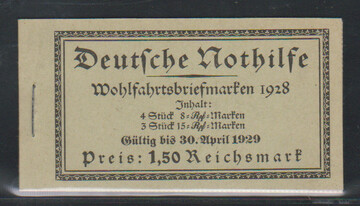 Deutsche Nothilfe
Wohlfahrtsbriefmarken 1928
Inhalt:
4 Stück 8=Rpf=Marken
3 Stück 15=Rpf=Marken
Gültig bis 30. April 1929
Preis: 1,50 Reichsmark